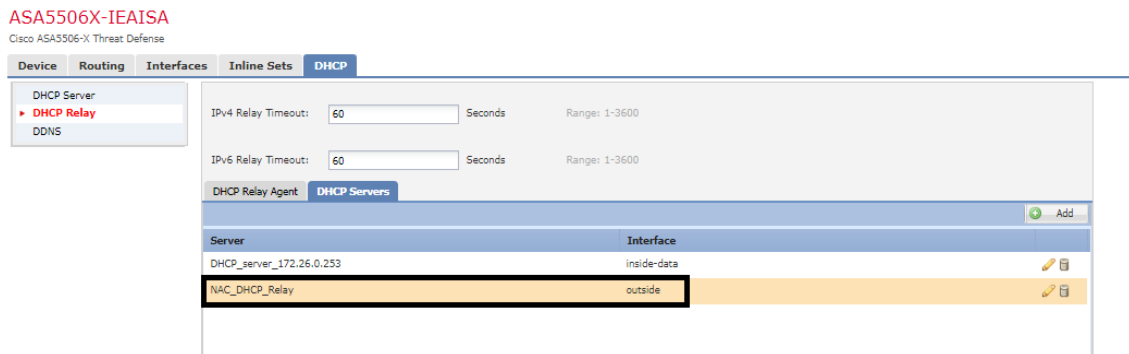 ASA5506X-IEAISA
Cisco ASA5506-X Threat Defense
Device Routing Interfaces Inline Sets DHCP
DHCP Server
DHCP Relay
DDNS
IPv4 Relay Timeout: 60 Seconds Range: 1-3600
IPv6 Relay Timeout: 60 Seconds Range: 1-3600
DHCP Relay Agent DHCP Servers
Add
Server Interface
DHCP_server_172.26.0.253 inside-data
NAC_DHCP_Relay outside